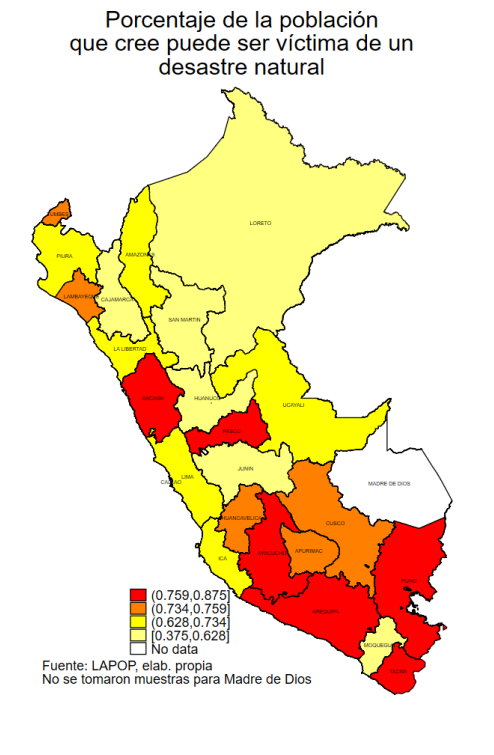 Porcentaje de la población
que cree puede ser víctima de un
desastre natural
LORETO
TUMBES
PIURA
AMAZONAS
LAMBAYEQUE
CAJAMARCA
SAN MARTIN
LA LIBERTAD
ANCASH
HUANUCO
UCAYALI
PASCO
JUNIN
LIMA
CALLAO
MADRE DE DIOS
HUANCAVELICA
CUSCO
AYACUCHO
APURIMAC
ICA
PUNO
AREQUIPA
MOQUEGUA
TACNA
(0.759,0.875]
(0.734,0.759]
(0.628,0.734]
[0.375,0.628]
No data
Fuente: LAPOP, elab. propia
No se tomaron muestras para Madre de Dios